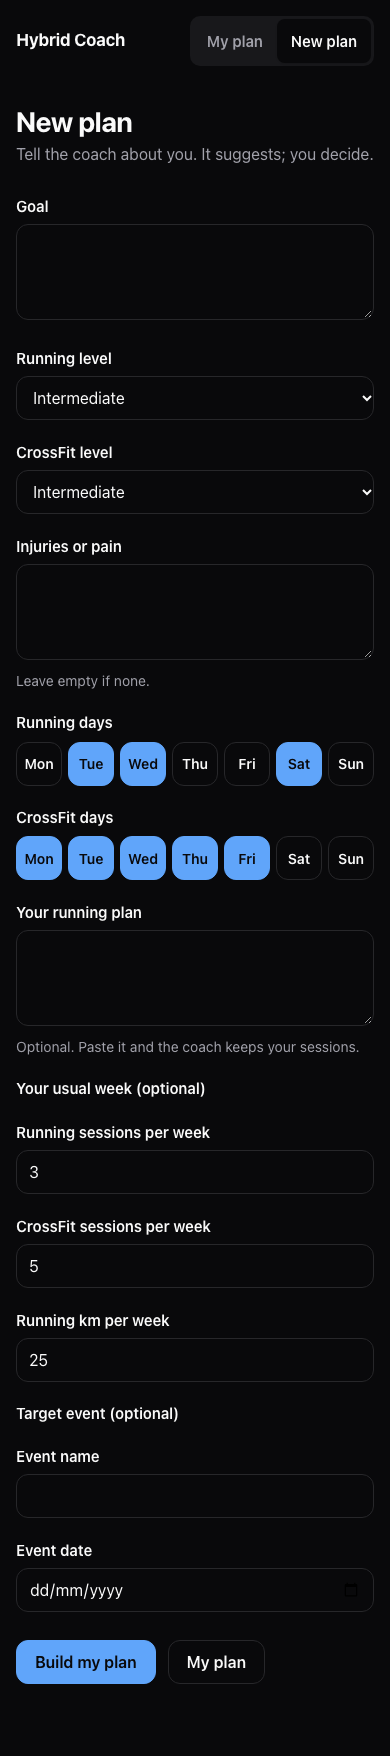 Hybrid Coach
My plan New plan
New plan
Tell the coach about you. It suggests; you decide.
Goal
Running level
Intermediate
CrossFit level
Intermediate
Injuries or pain
Leave empty if none.
Running days
Mon Tue Wed Thu Fri Sat Sun
CrossFit days
Mon Tue Wed Thu Fri Sat Sun
Your running plan
Optional. Paste it and the coach keeps your sessions.
Your usual week (optional)
Running sessions per week
3
CrossFit sessions per week
5
Running km per week
25
Target event (optional)
Event name
Event date
dd/mm/yyyy
Build my plan My plan